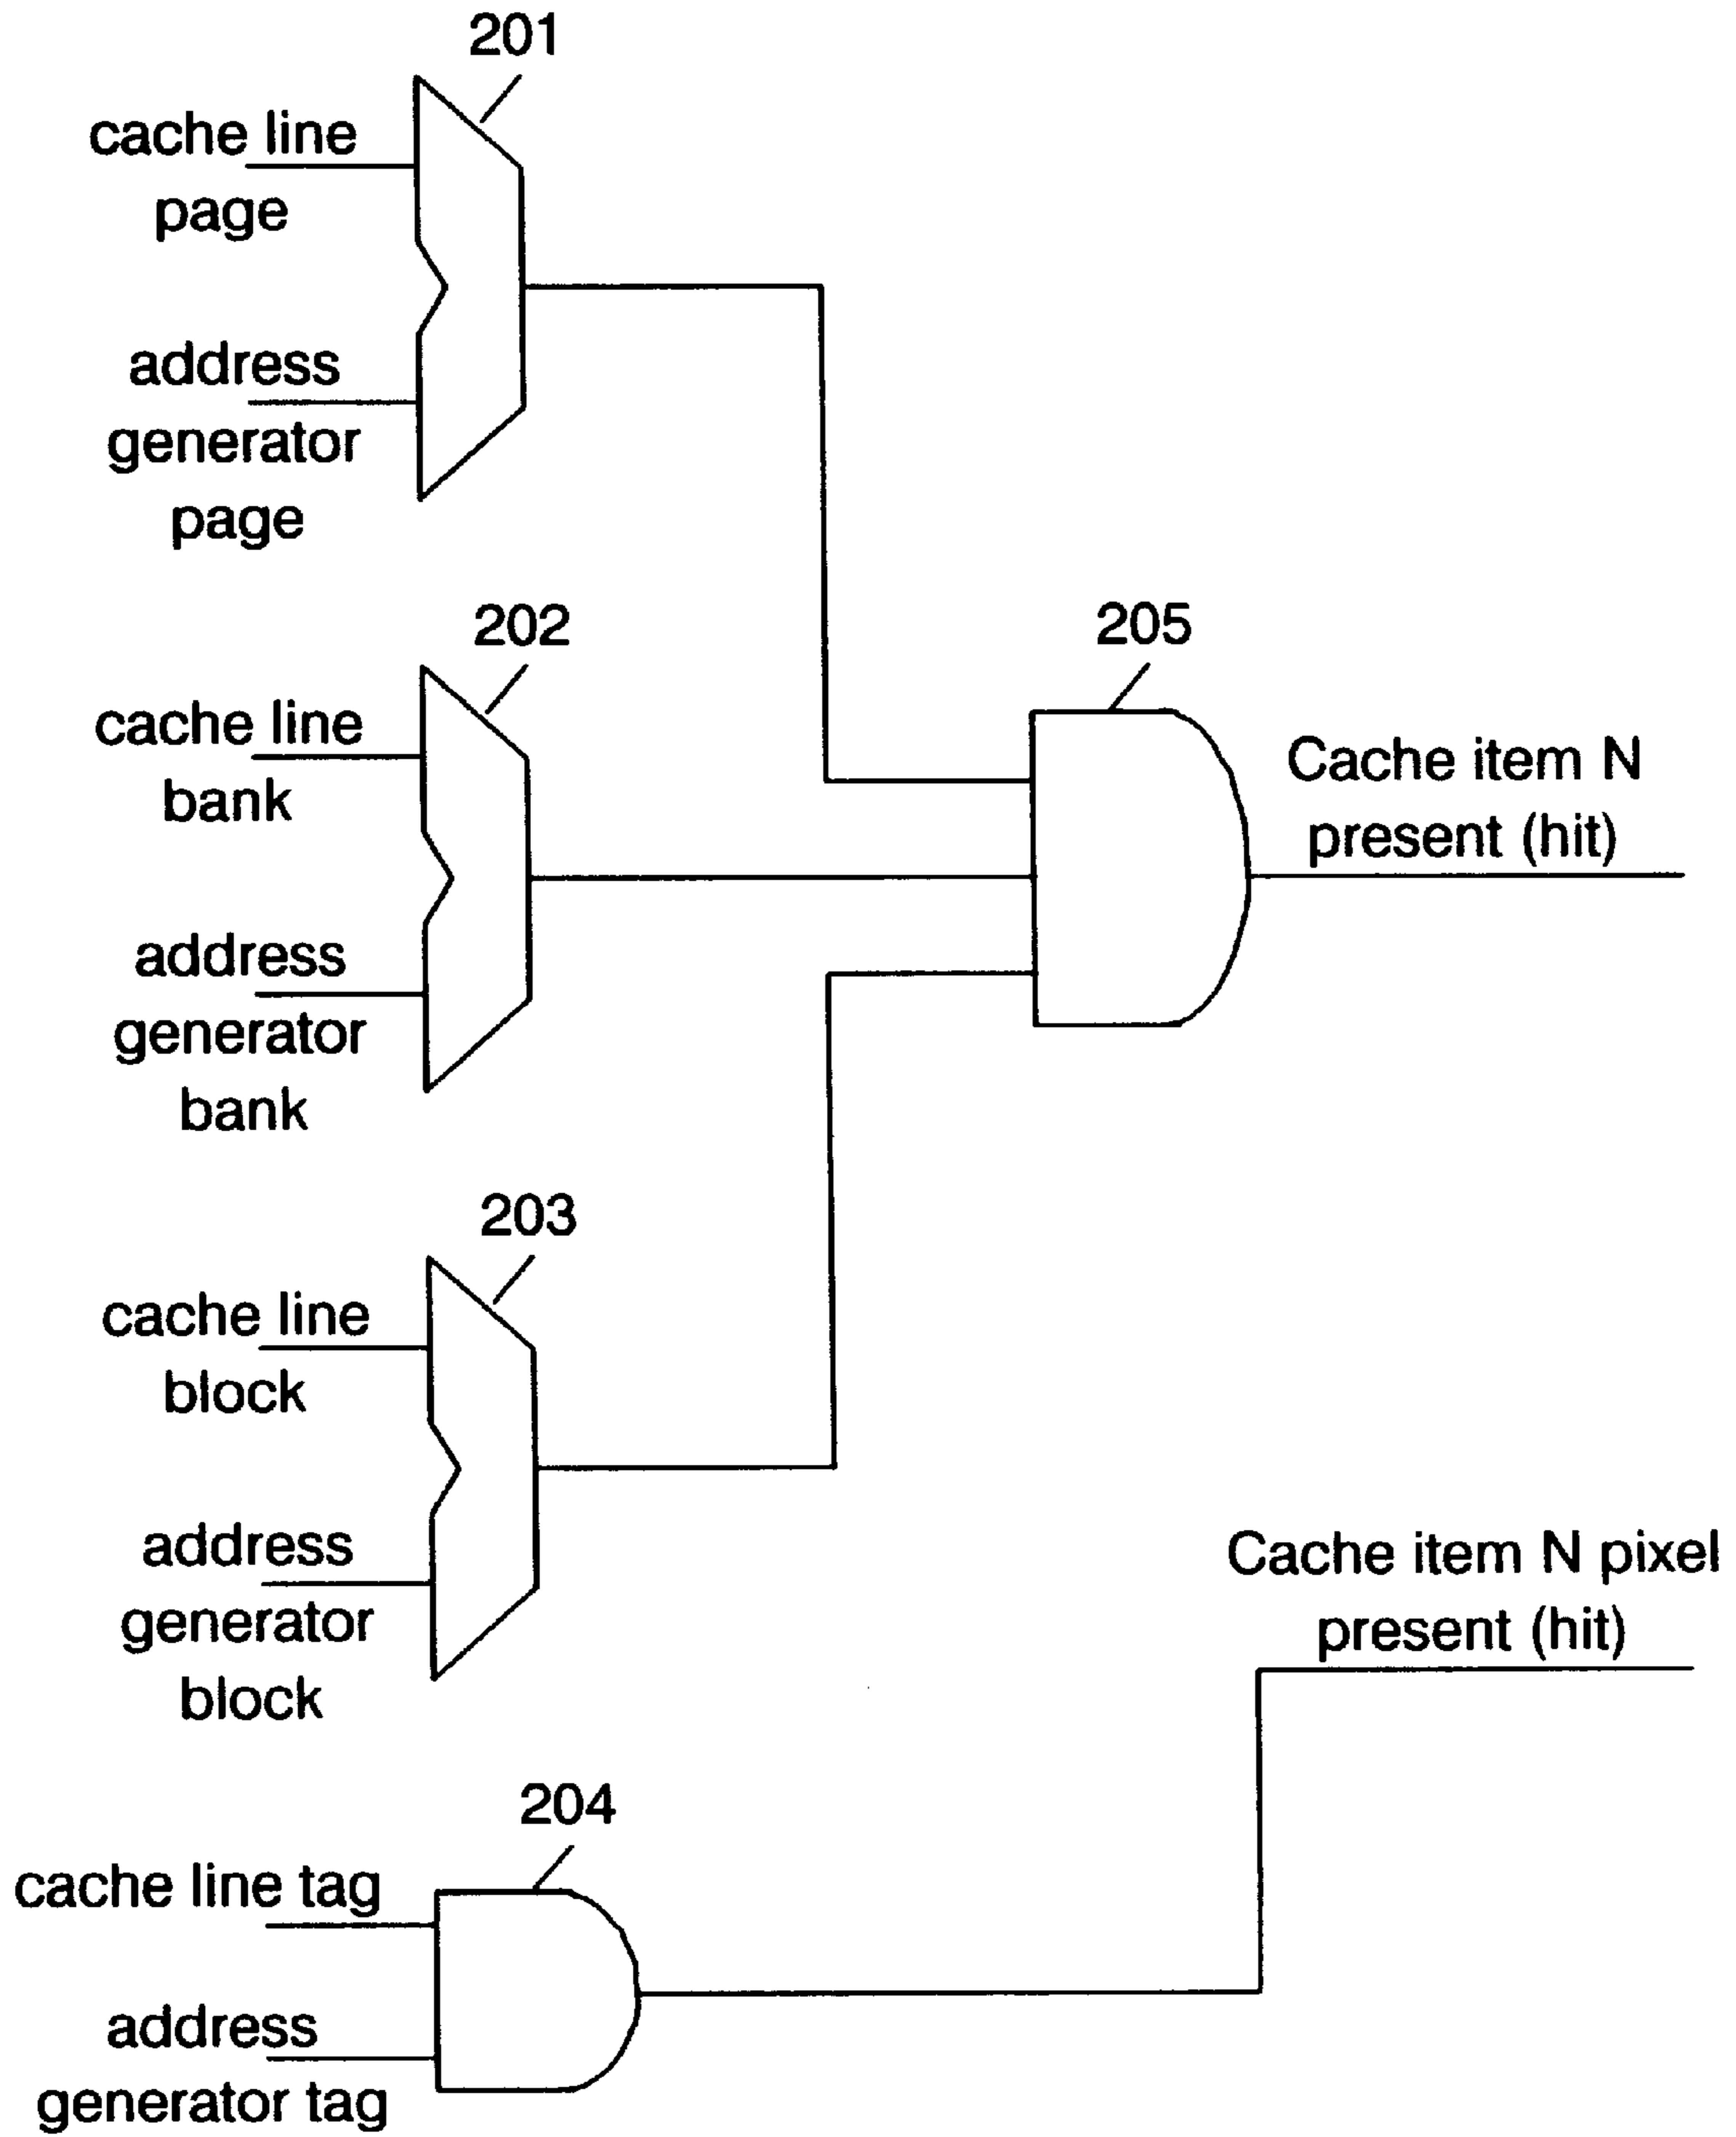 201
cache line
page
address
generator
page
202
cache line
bank
address
generator
bank
205
Cache item N
present (hit)
203
cache line
block
address
generator
block
Cache item N pixel
present (hit)
204
cache line tag
address
generator tag